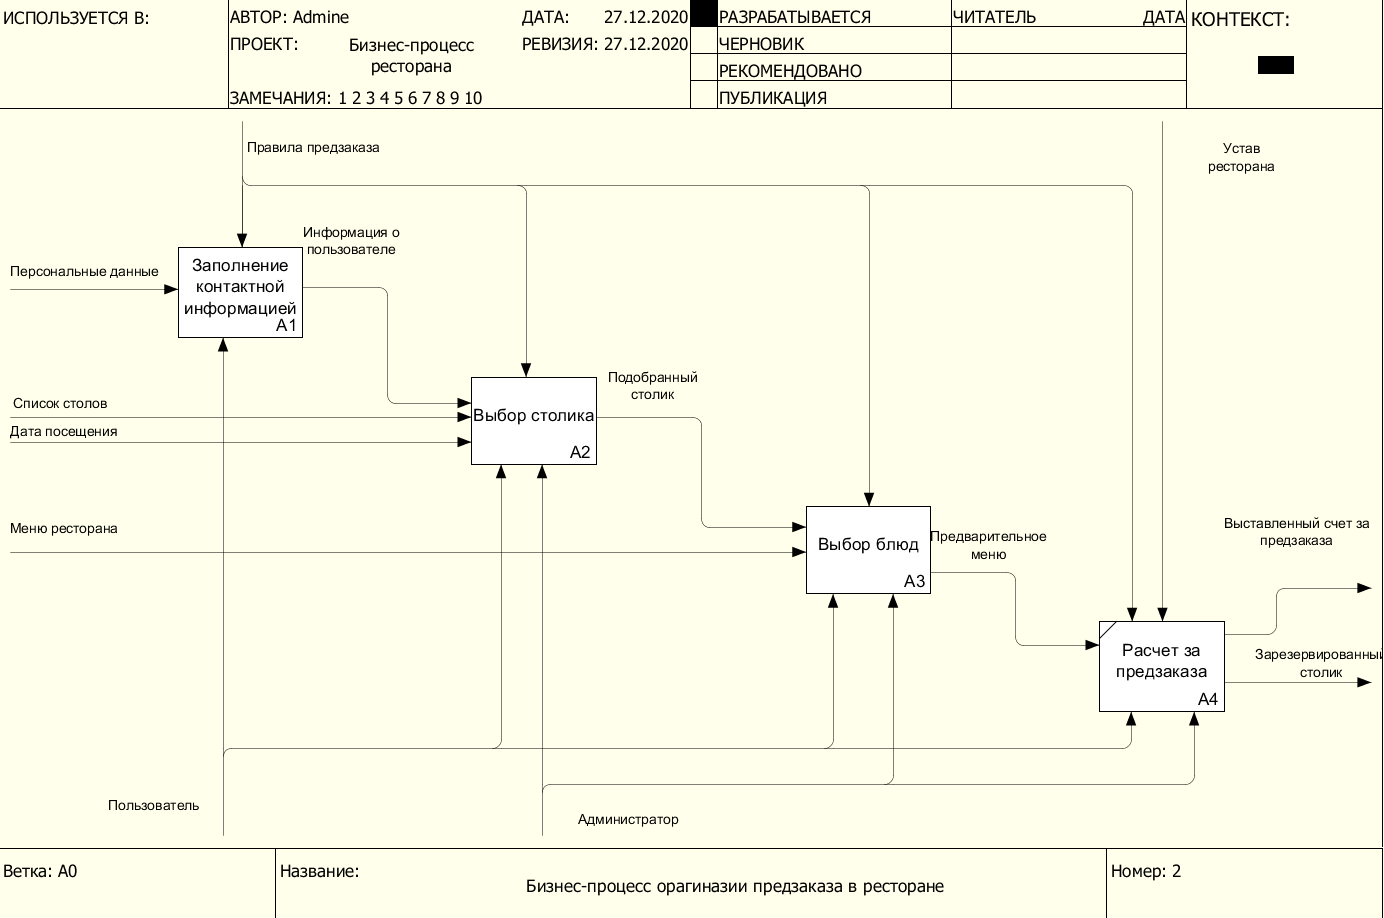 ИСПОЛЬЗУЕТСЯ В:
АВТОР: Admine
ДАТА: 27.12.2020
ПРОЕКТ: Бизнес-процесс
ресторана
РЕВИЗИЯ: 27.12.2020
ЗАМЕЧАНИЯ: 1 2 3 4 5 6 7 8 9 10
РАЗРАБАТЫВАЕТСЯ
ЧЕРНОВИК
РЕКОМЕНДОВАНО
ПУБЛИКАЦИЯ
ЧИТАТЕЛЬ
ДАТА
КОНТЕКСТ:
Правила предзаказа
Устав
ресторана
Информация о
пользователе
Персональные данные
Заполнение
контактной
информацией
A1
Подобранный
столик
Список столов
Дата посещения
Выбор столика
A2
Меню ресторана
Выбор блюд
A3
Предварительное
меню
Выставленный счет за
предзаказа
Расчет за
предзаказа
A4
Зарезервированный
столик
Пользователь
Администратор
Ветка: A0
Название:
Бизнес-процесс орагиназии предзаказа в ресторане
Номер: 2